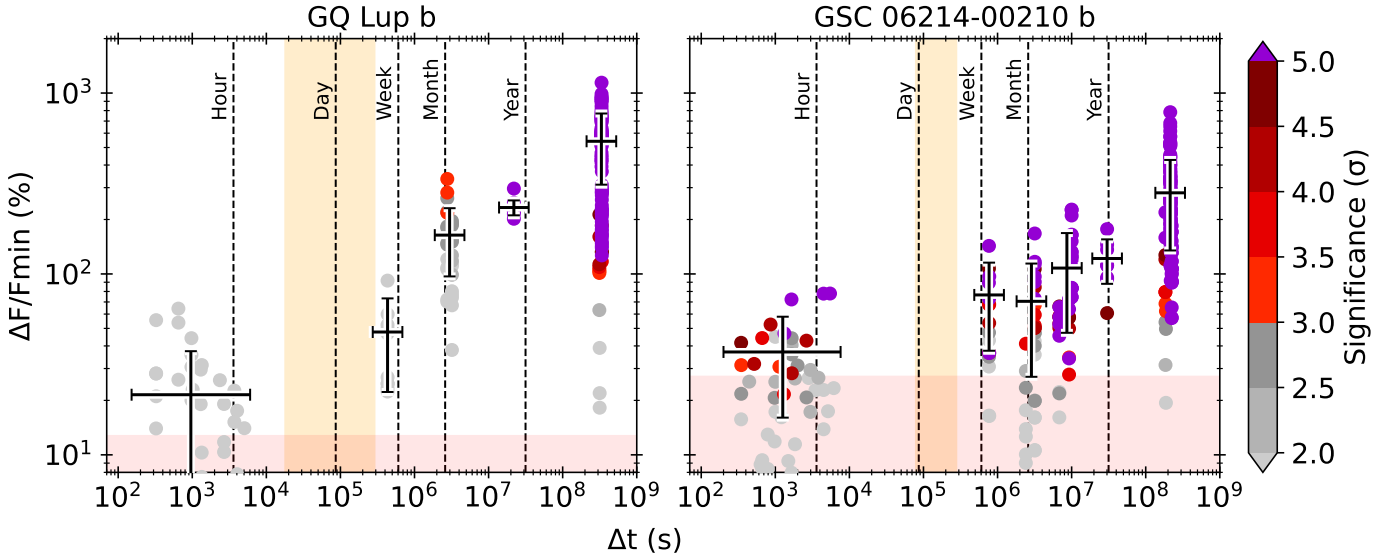 GQ Lup b
GSC 06214-00210 b
ΔF/Fmin (%)
10³
10²
10¹
Hour
Day
Week
Month
Year
Hour
Day
Week
Month
Year
5.0
4.5
4.0
3.5
3.0
2.5
2.0
Significance (σ)
10² 10³ 10⁴ 10⁵ 10⁶ 10⁷ 10⁸ 10⁹
10² 10³ 10⁴ 10⁵ 10⁶ 10⁷ 10⁸ 10⁹
Δt (s)